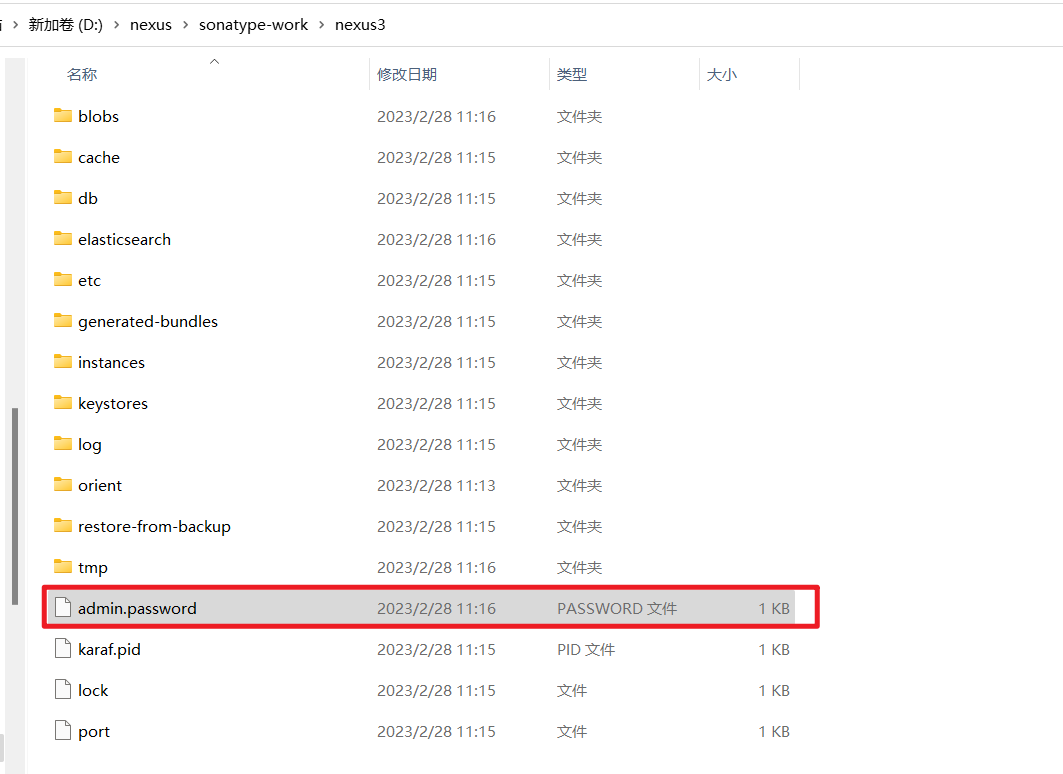 新加卷 (D:) > nexus > sonatype-work > nexus3
名称 修改日期 类型 大小
blobs 2023/2/28 11:16 文件夹
cache 2023/2/28 11:15 文件夹
db 2023/2/28 11:15 文件夹
elasticsearch 2023/2/28 11:16 文件夹
etc 2023/2/28 11:15 文件夹
generated-bundles 2023/2/28 11:15 文件夹
instances 2023/2/28 11:15 文件夹
keystores 2023/2/28 11:15 文件夹
log 2023/2/28 11:15 文件夹
orient 2023/2/28 11:13 文件夹
restore-from-backup 2023/2/28 11:15 文件夹
tmp 2023/2/28 11:16 文件夹
admin.password 2023/2/28 11:16 PASSWORD 文件 1 KB
karaf.pid 2023/2/28 11:15 PID 文件 1 KB
lock 2023/2/28 11:15 文件 1 KB
port 2023/2/28 11:15 文件 1 KB